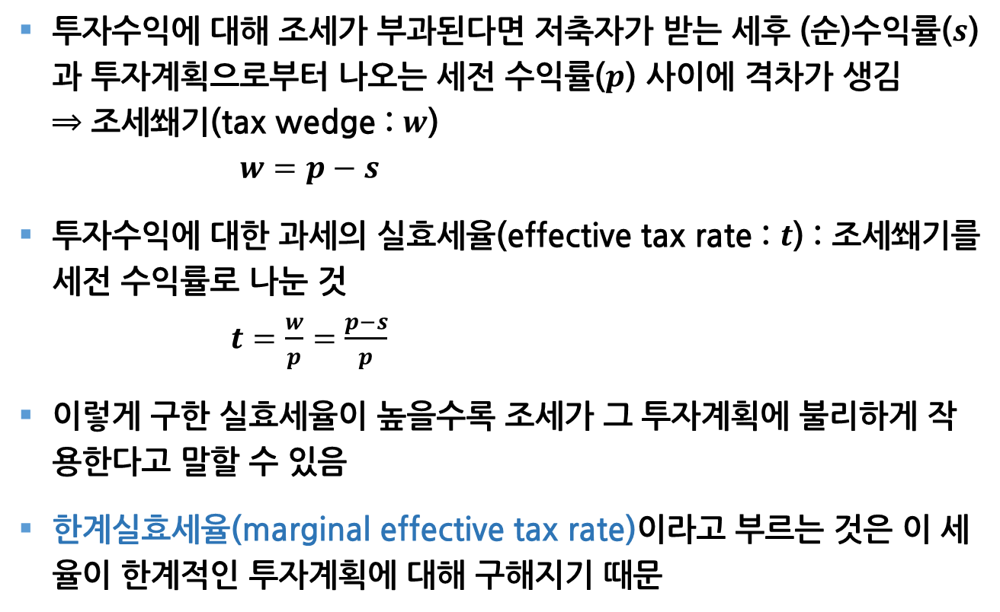 ▪ 투자수익에 대해 조세가 부과된다면 저축자가 받는 세후 (순)수익률(s)
과 투자계획으로부터 나오는 세전 수익률(p) 사이에 격차가 생김
⇒ 조세쐐기(tax wedge : w)
w = p − s
▪ 투자수익에 대한 과세의 실효세율(effective tax rate : t) : 조세쐐기를
세전 수익률로 나눈 것
t = w/p = (p−s)/p
▪ 이렇게 구한 실효세율이 높을수록 조세가 그 투자계획에 불리하게 작
용한다고 말할 수 있음
▪ 한계실효세율(marginal effective tax rate)이라고 부르는 것은 이 세
율이 한계적인 투자계획에 대해 구해지기 때문